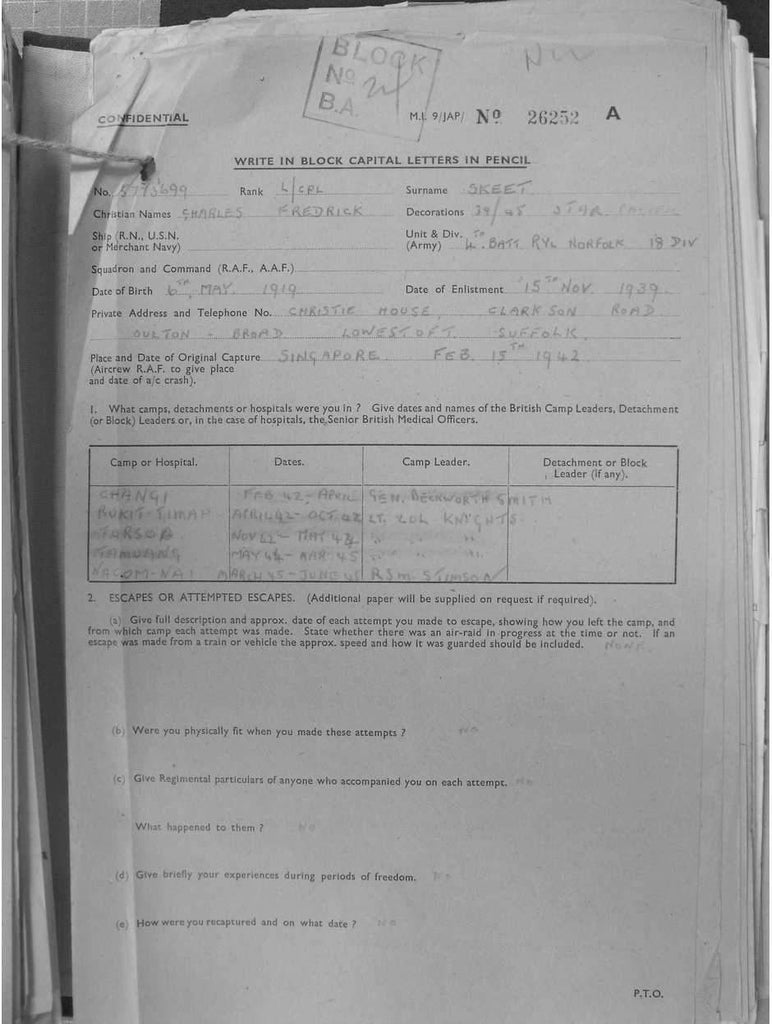 BLOCK
No 21
B.A.
CONFIDENTIAL
M.I. 9/JAP/ No 26252 A
WRITE IN BLOCK CAPITAL LETTERS IN PENCIL
No. 5773699 Rank L/CPL Surname SKEET
Christian Names CHARLES FREDRICK Decorations 39/45 STAR PACIFIC
Ship (R.N., U.S.N. or Merchant Navy)
Unit & Div. (Army) 4TH BATT RYL NORFOLK 18 DIV
Squadron and Command (R.A.F., A.A.F.)
Date of Birth 6TH MAY 1919 Date of Enlistment 15TH NOV. 1939
Private Address and Telephone No. CHRISTIE HOUSE, CLARKSON ROAD
OULTON - BROAD LOWESTOFT SUFFOLK
Place and Date of Original Capture SINGAPORE FEB. 15TH 1942
(Aircrew R.A.F. to give place
and date of a/c crash).
1. What camps, detachments or hospitals were you in ? Give dates and names of the British Camp Leaders, Detachment
(or Block) Leaders or, in the case of hospitals, the Senior British Medical Officers.
Camp or Hospital. Dates. Camp Leader. Detachment or Block Leader (if any).
CHANGI FEB 42 - APRIL GEN. BECKWORTH SMITH
BUKIT-TIMAH APRIL 42 - OCT 42 LT. COL KNIGHTS
TARSOA NOV 42 - MAY 44 " " "
TAMUANG MAY 44 - MAR 45 " " "
NACOM-NAI MARCH 45 - JUNE 45 RSM STIMSON
2. ESCAPES OR ATTEMPTED ESCAPES. (Additional paper will be supplied on request if required).
(a) Give full description and approx. date of each attempt you made to escape, showing how you left the camp, and
from which camp each attempt was made. State whether there was an air-raid in progress at the time or not. If an
escape was made from a train or vehicle the approx. speed and how it was guarded should be included. NONE
(b) Were you physically fit when you made these attempts ? NO
(c) Give Regimental particulars of anyone who accompanied you on each attempt. NO
What happened to them ? NO
(d) Give briefly your experiences during periods of freedom. NO
(e) How were you recaptured and on what date ? NO
P.T.O.